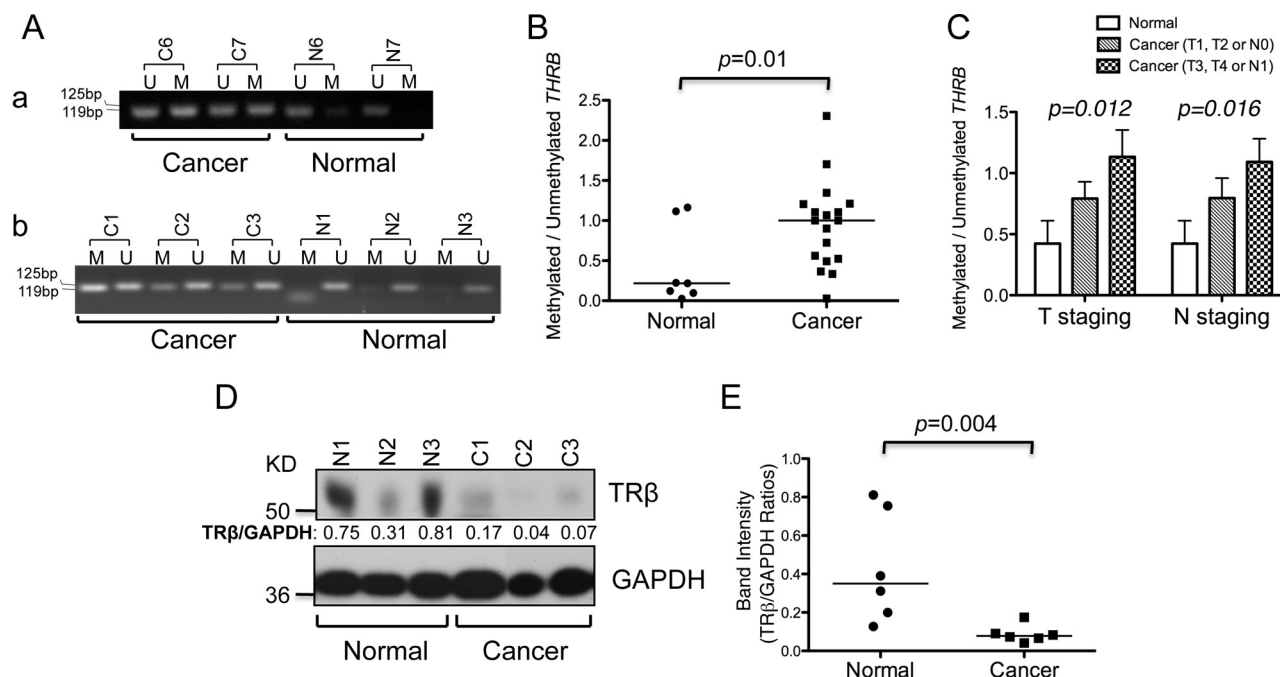 A
a
C6 C7 N6 N7
U M U M U M U M
125bp
119bp
Cancer Normal
b
C1 C2 C3 N1 N2 N3
M U M U M U M U M U M U
125bp
119bp
Cancer Normal
B
p=0.01
Methylated / Unmethylated THRB
2.5
2.0
1.5
1.0
0.5
0.0
Normal Cancer
C
Normal
Cancer (T1, T2 or N0)
Cancer (T3, T4 or N1)
Methylated / Unmethylated THRB
p=0.012 p=0.016
1.5
1.0
0.5
0.0
T staging N staging
D
KD
N1 N2 N3 C1 C2 C3
50
TRβ
TRβ/GAPDH: 0.75 0.31 0.81 0.17 0.04 0.07
36
GAPDH
Normal Cancer
E
p=0.004
Band Intensity
(TRβ/GAPDH Ratios)
1.0
0.8
0.6
0.4
0.2
0.0
Normal Cancer